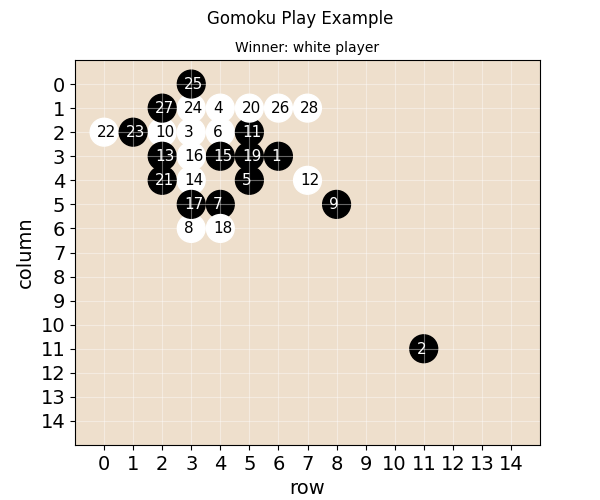 Gomoku Play Example
Winner: white player
0 25
1 27 24 4 20 26 28
2 22 23 10 3 6 11
3 13 16 15 19 1
4 21 14 5 12
5 17 7 9
6 8 18
7
8
9
10
11 2
12
13
14
column
0 1 2 3 4 5 6 7 8 9 10 11 12 13 14
row